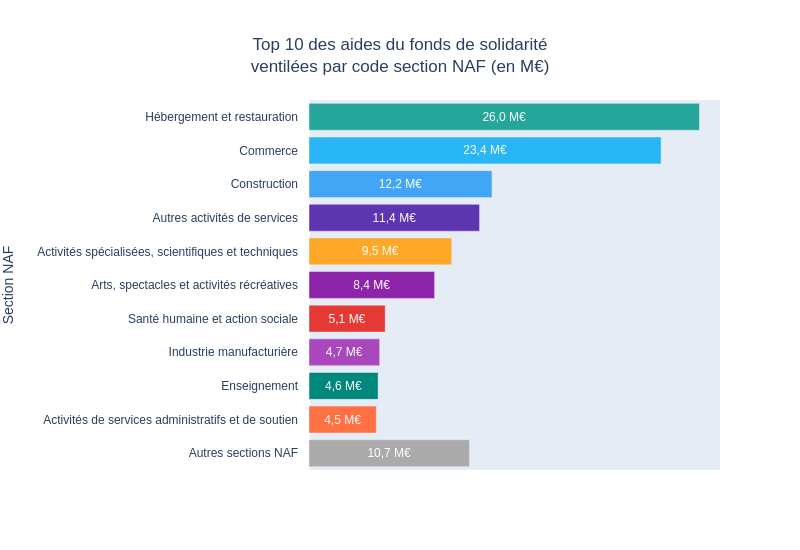 Top 10 des aides du fonds de solidarité
ventilées par code section NAF (en M€)
Section NAF
Hébergement et restauration 26,0 M€
Commerce 23,4 M€
Construction 12,2 M€
Autres activités de services 11,4 M€
Activités spécialisées, scientifiques et techniques 9,5 M€
Arts, spectacles et activités récréatives 8,4 M€
Santé humaine et action sociale 5,1 M€
Industrie manufacturière 4,7 M€
Enseignement 4,6 M€
Activités de services administratifs et de soutien 4,5 M€
Autres sections NAF 10,7 M€